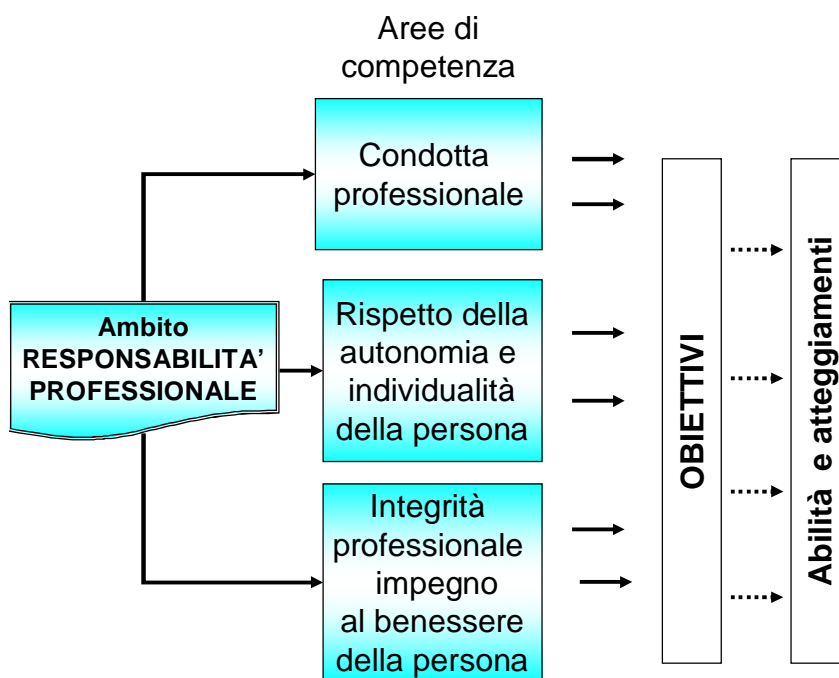 Aree di
competenza
Condotta
professionale
Ambito
RESPONSABILITA’
PROFESSIONALE
Rispetto della
autonomia e
individualità
della persona
Integrità
professionale
impegno
al benessere
della persona
OBIETTIVI
Abilità e atteggiamenti